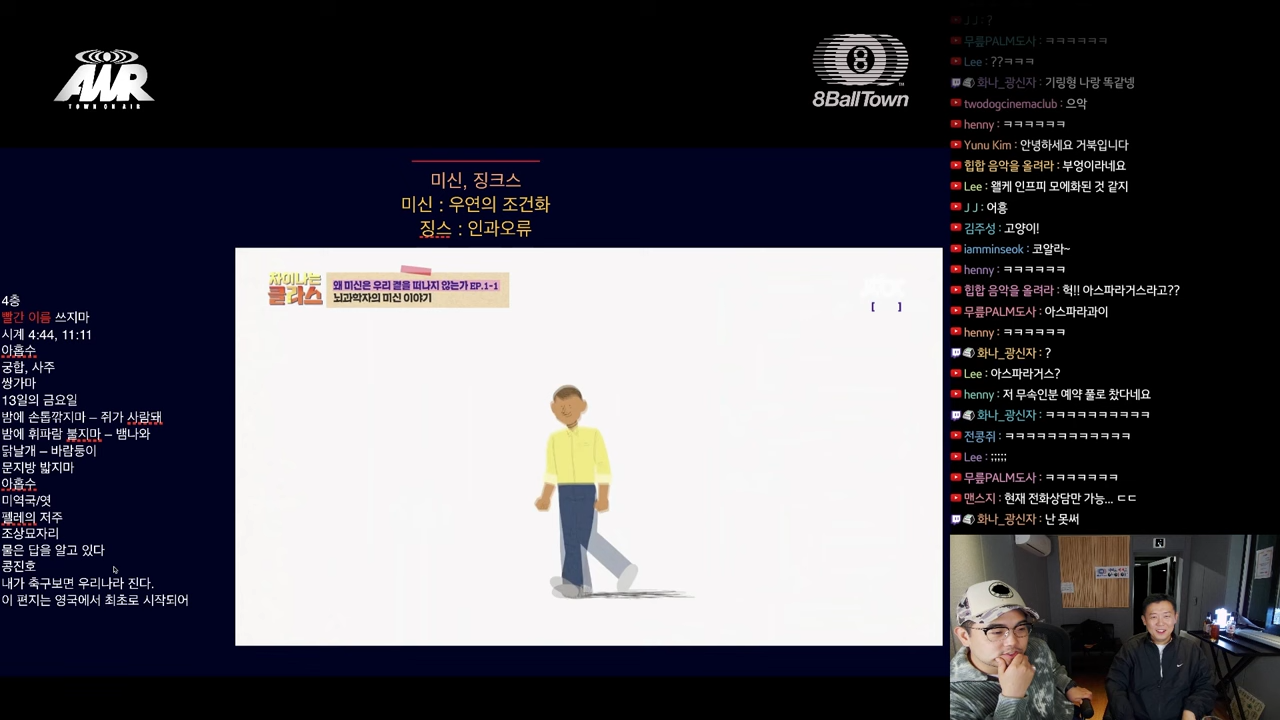 AWR
TOWN ON AIR
8
8BallTown
미신, 징크스
미신 : 우연의 조건화
징스 : 인과오류
차이나는
클라스
왜 미신은 우리 곁을 떠나지 않는가 EP.1-1
뇌과학자의 미신 이야기
[ ]
4층
빨간 이름 쓰지마
시계 4:44, 11:11
아홉수
궁합, 사주
쌍가마
13일의 금요일
밤에 손톱깎지마 – 쥐가 사람돼
밤에 휘파람 불지마 – 뱀나와
닭날개 – 바람둥이
문지방 밟지마
아홉수
미역국/엿
펠레의 저주
조상묘자리
물은 답을 알고 있다
콩진호
내가 축구보면 우리나라 진다.
이 편지는 영국에서 최초로 시작되어
J J : ?
무릎PALM도사 : ㅋㅋㅋㅋㅋㅋ
Lee : ??ㅋㅋㅋ
화나_광신자 : 기링형 나랑 똑같넹
twodogcinemaclub : 으악
henny : ㅋㅋㅋㅋㅋㅋ
Yunu Kim : 안녕하세요 거북입니다
힙합 음악을 올려라 : 부엉이라네요
Lee : 왤케 인프피 모에화된 것 같지
J J : 어흥
김주성 : 고양이!
iamminseok : 코알라~
henny : ㅋㅋㅋㅋㅋㅋ
힙합 음악을 올려라 : 헉!! 아스파라거스라고??
무릎PALM도사 : 아스파라과이
henny : ㅋㅋㅋㅋㅋㅋ
화나_광신자 : ?
Lee : 아스파라거스?
henny : 저 무속인분 예약 풀로 찼다네요
화나_광신자 : ㅋㅋㅋㅋㅋㅋㅋㅋㅋㅋ
전콩쥐 : ㅋㅋㅋㅋㅋㅋㅋㅋㅋㅋㅋㅋ
Lee : ;;;;;
무릎PALM도사 : ㅋㅋㅋㅋㅋㅋㅋ
맨스지 : 현재 전화상담만 가능... ㄷㄷ
화나_광신자 : 난 못써